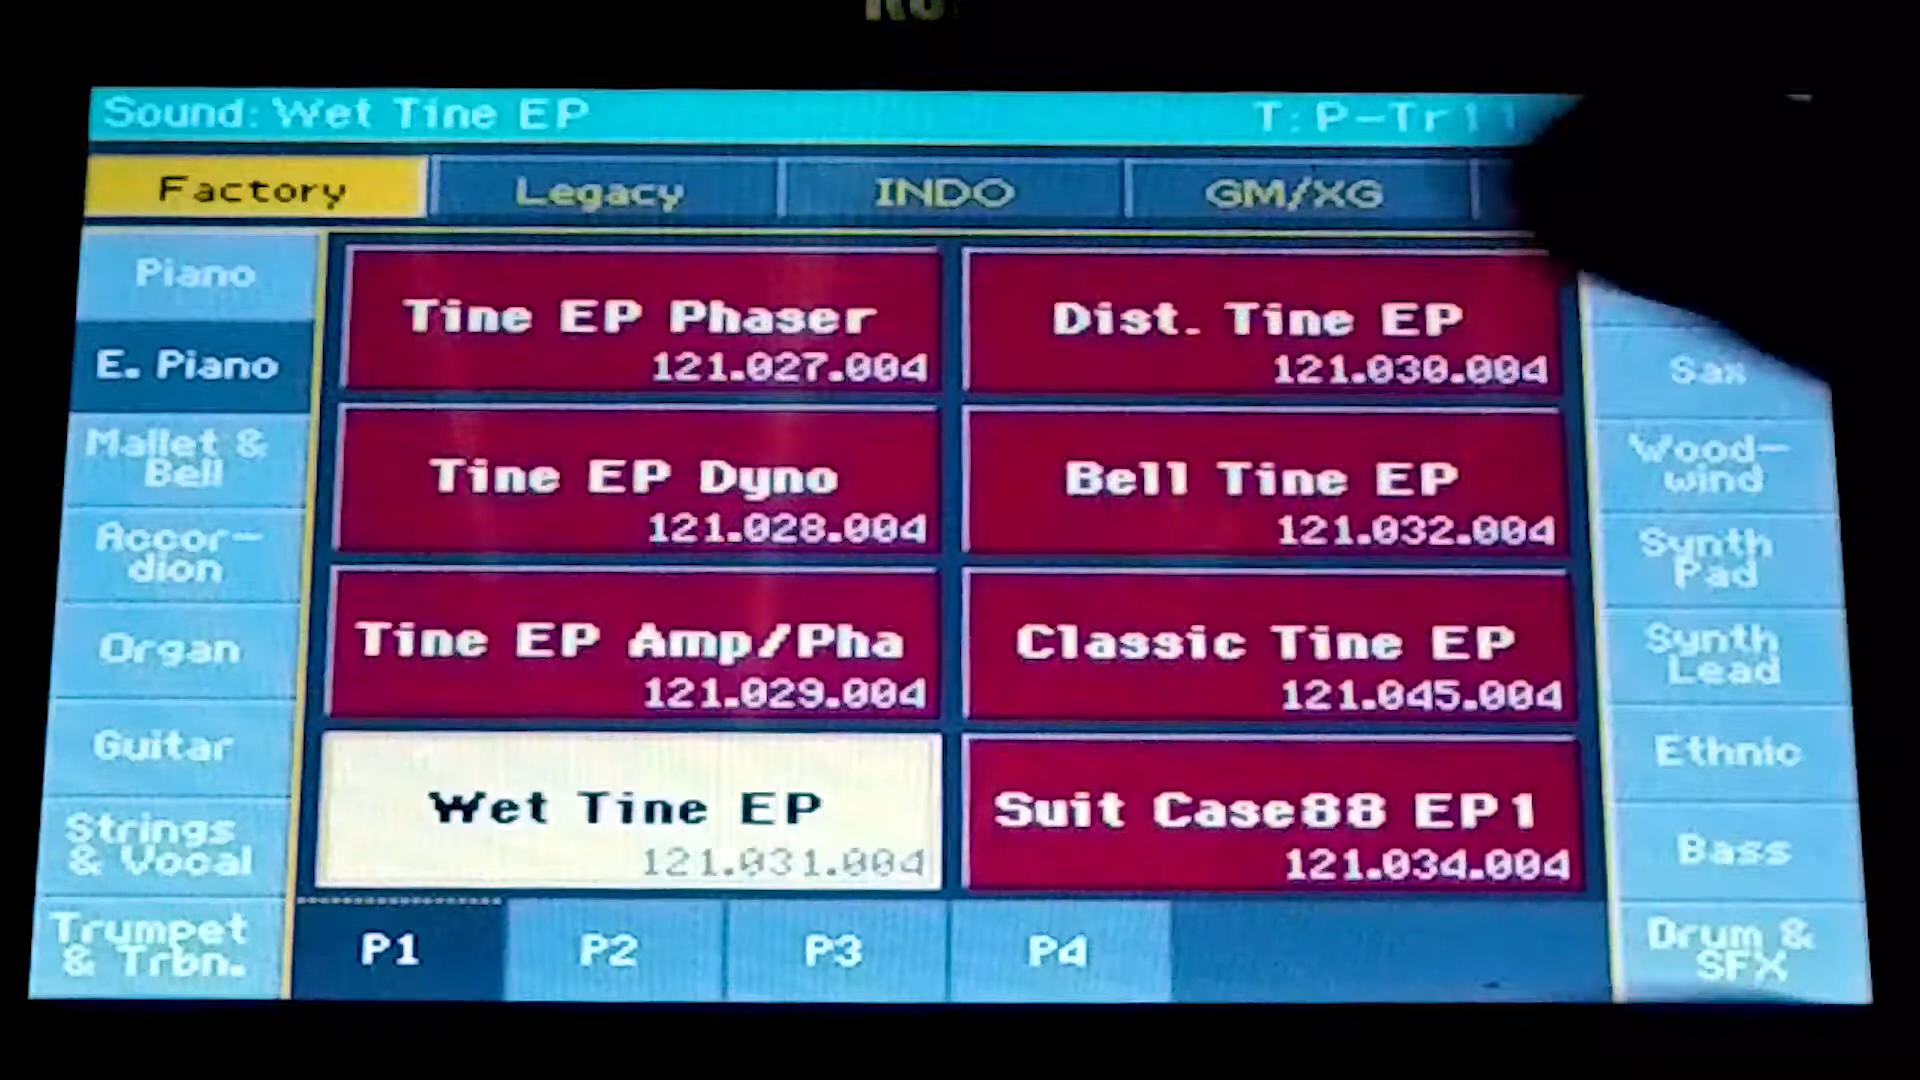 Sound: Wet Tine EP
T:P-Tr11
Factory
Legacy
INDO
GM/XG
Piano
E. Piano
Mallet &
Bell
Accor-
dion
Organ
Guitar
Strings
& Vocal
Trumpet
& Trbn.
Tine EP Phaser
121.027.004
Dist. Tine EP
121.030.004
Tine EP Dyno
121.028.004
Bell Tine EP
121.032.004
Tine EP Amp/Pha
121.029.004
Classic Tine EP
121.045.004
Wet Tine EP
121.031.004
Suit Case88 EP1
121.034.004
Sax
Wood-
wind
Synth
Pad
Synth
Lead
Ethnic
Bass
Drum &
SFX
P1
P2
P3
P4